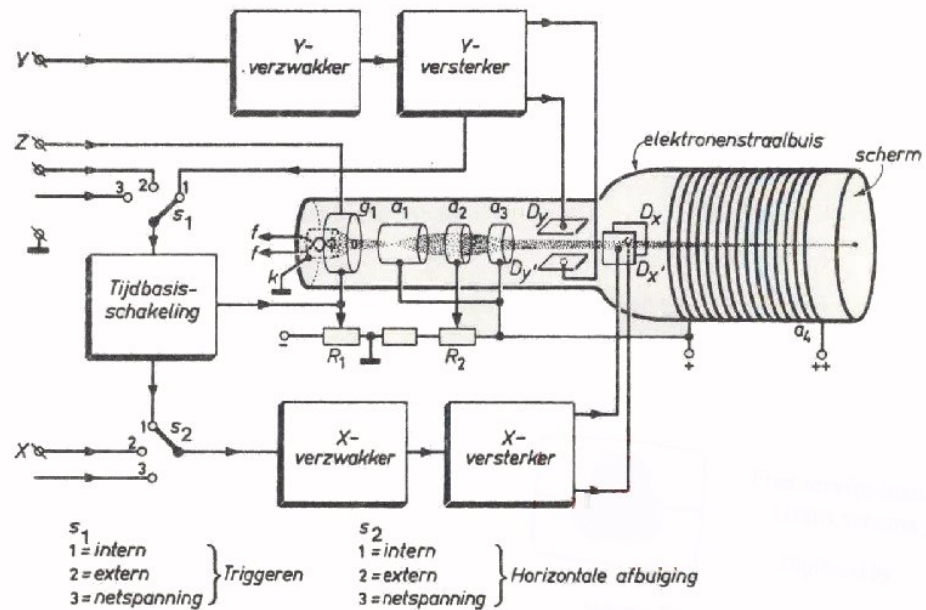 Y
Y-
verzwakker
Y-
versterker
Z
elektronenstraalbuis
scherm
3
2
1
s1
g1
a1
a2
a3
Dy
Dx
f
f
k
Dy'
Dx'
Tijdbasis-
schakeling
-
R1
R2
+
a4
++
X
1
2
3
s2
X-
verzwakker
X-
versterker
s1
1 = intern
2 = extern
3 = netspanning
Triggeren
s2
1 = intern
2 = extern
3 = netspanning
Horizontale afbuiging